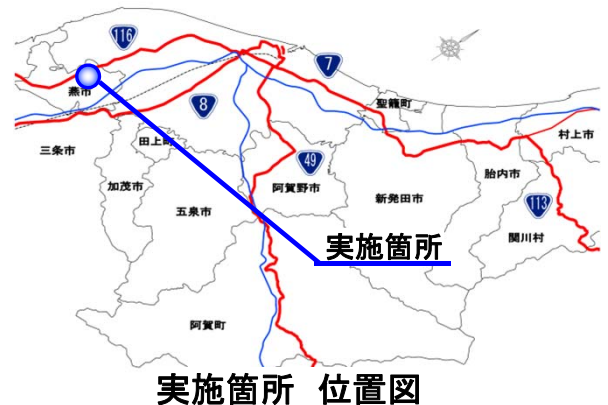 116
7
燕市
8
聖籠町
三条市
田上町
49
村上市
加茂市
阿賀野市
新発田市
胎内市
五泉市
113
関川村
実施箇所
阿賀町
実施箇所 位置図